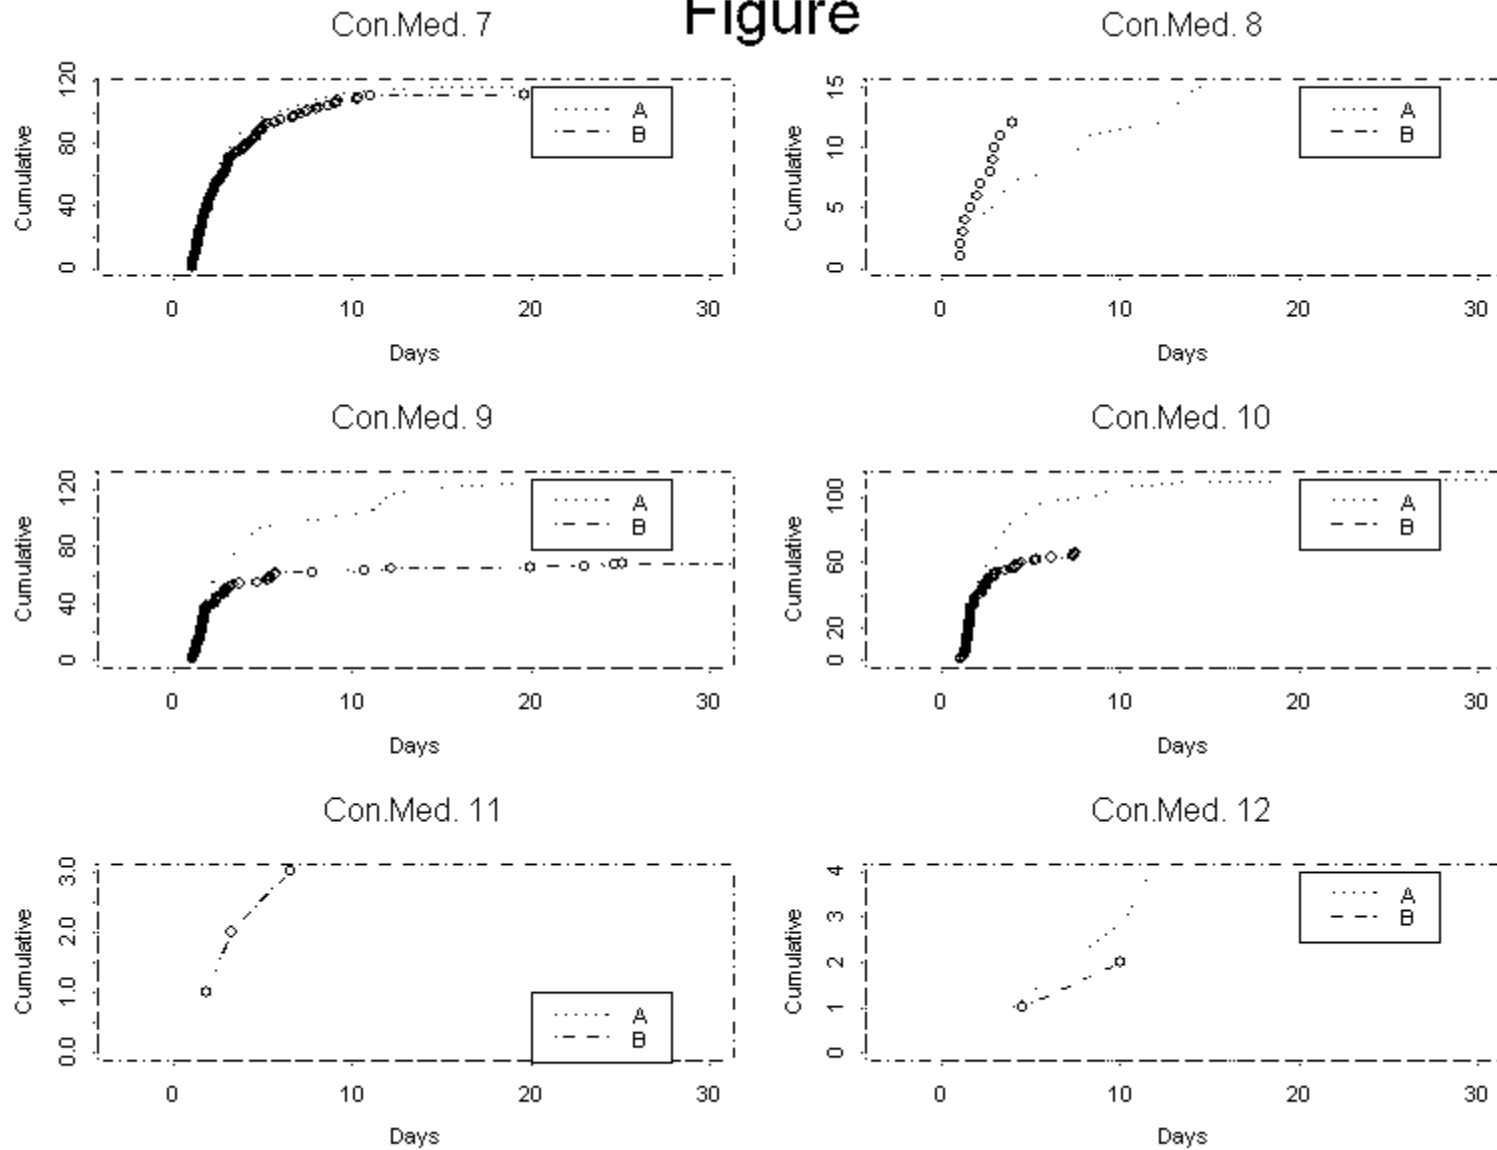 Figure
Con.Med. 7
Cumulative
0 40 80 120
A
B
0 10 20 30
Days
Con.Med. 8
Cumulative
0 5 10 15
A
B
0 10 20 30
Days
Con.Med. 9
Cumulative
0 40 80 120
A
B
0 10 20 30
Days
Con.Med. 10
Cumulative
0 20 60 100
A
B
0 10 20 30
Days
Con.Med. 11
Cumulative
0.0 1.0 2.0 3.0
A
B
0 10 20 30
Days
Con.Med. 12
Cumulative
0 1 2 3 4
A
B
0 10 20 30
Days